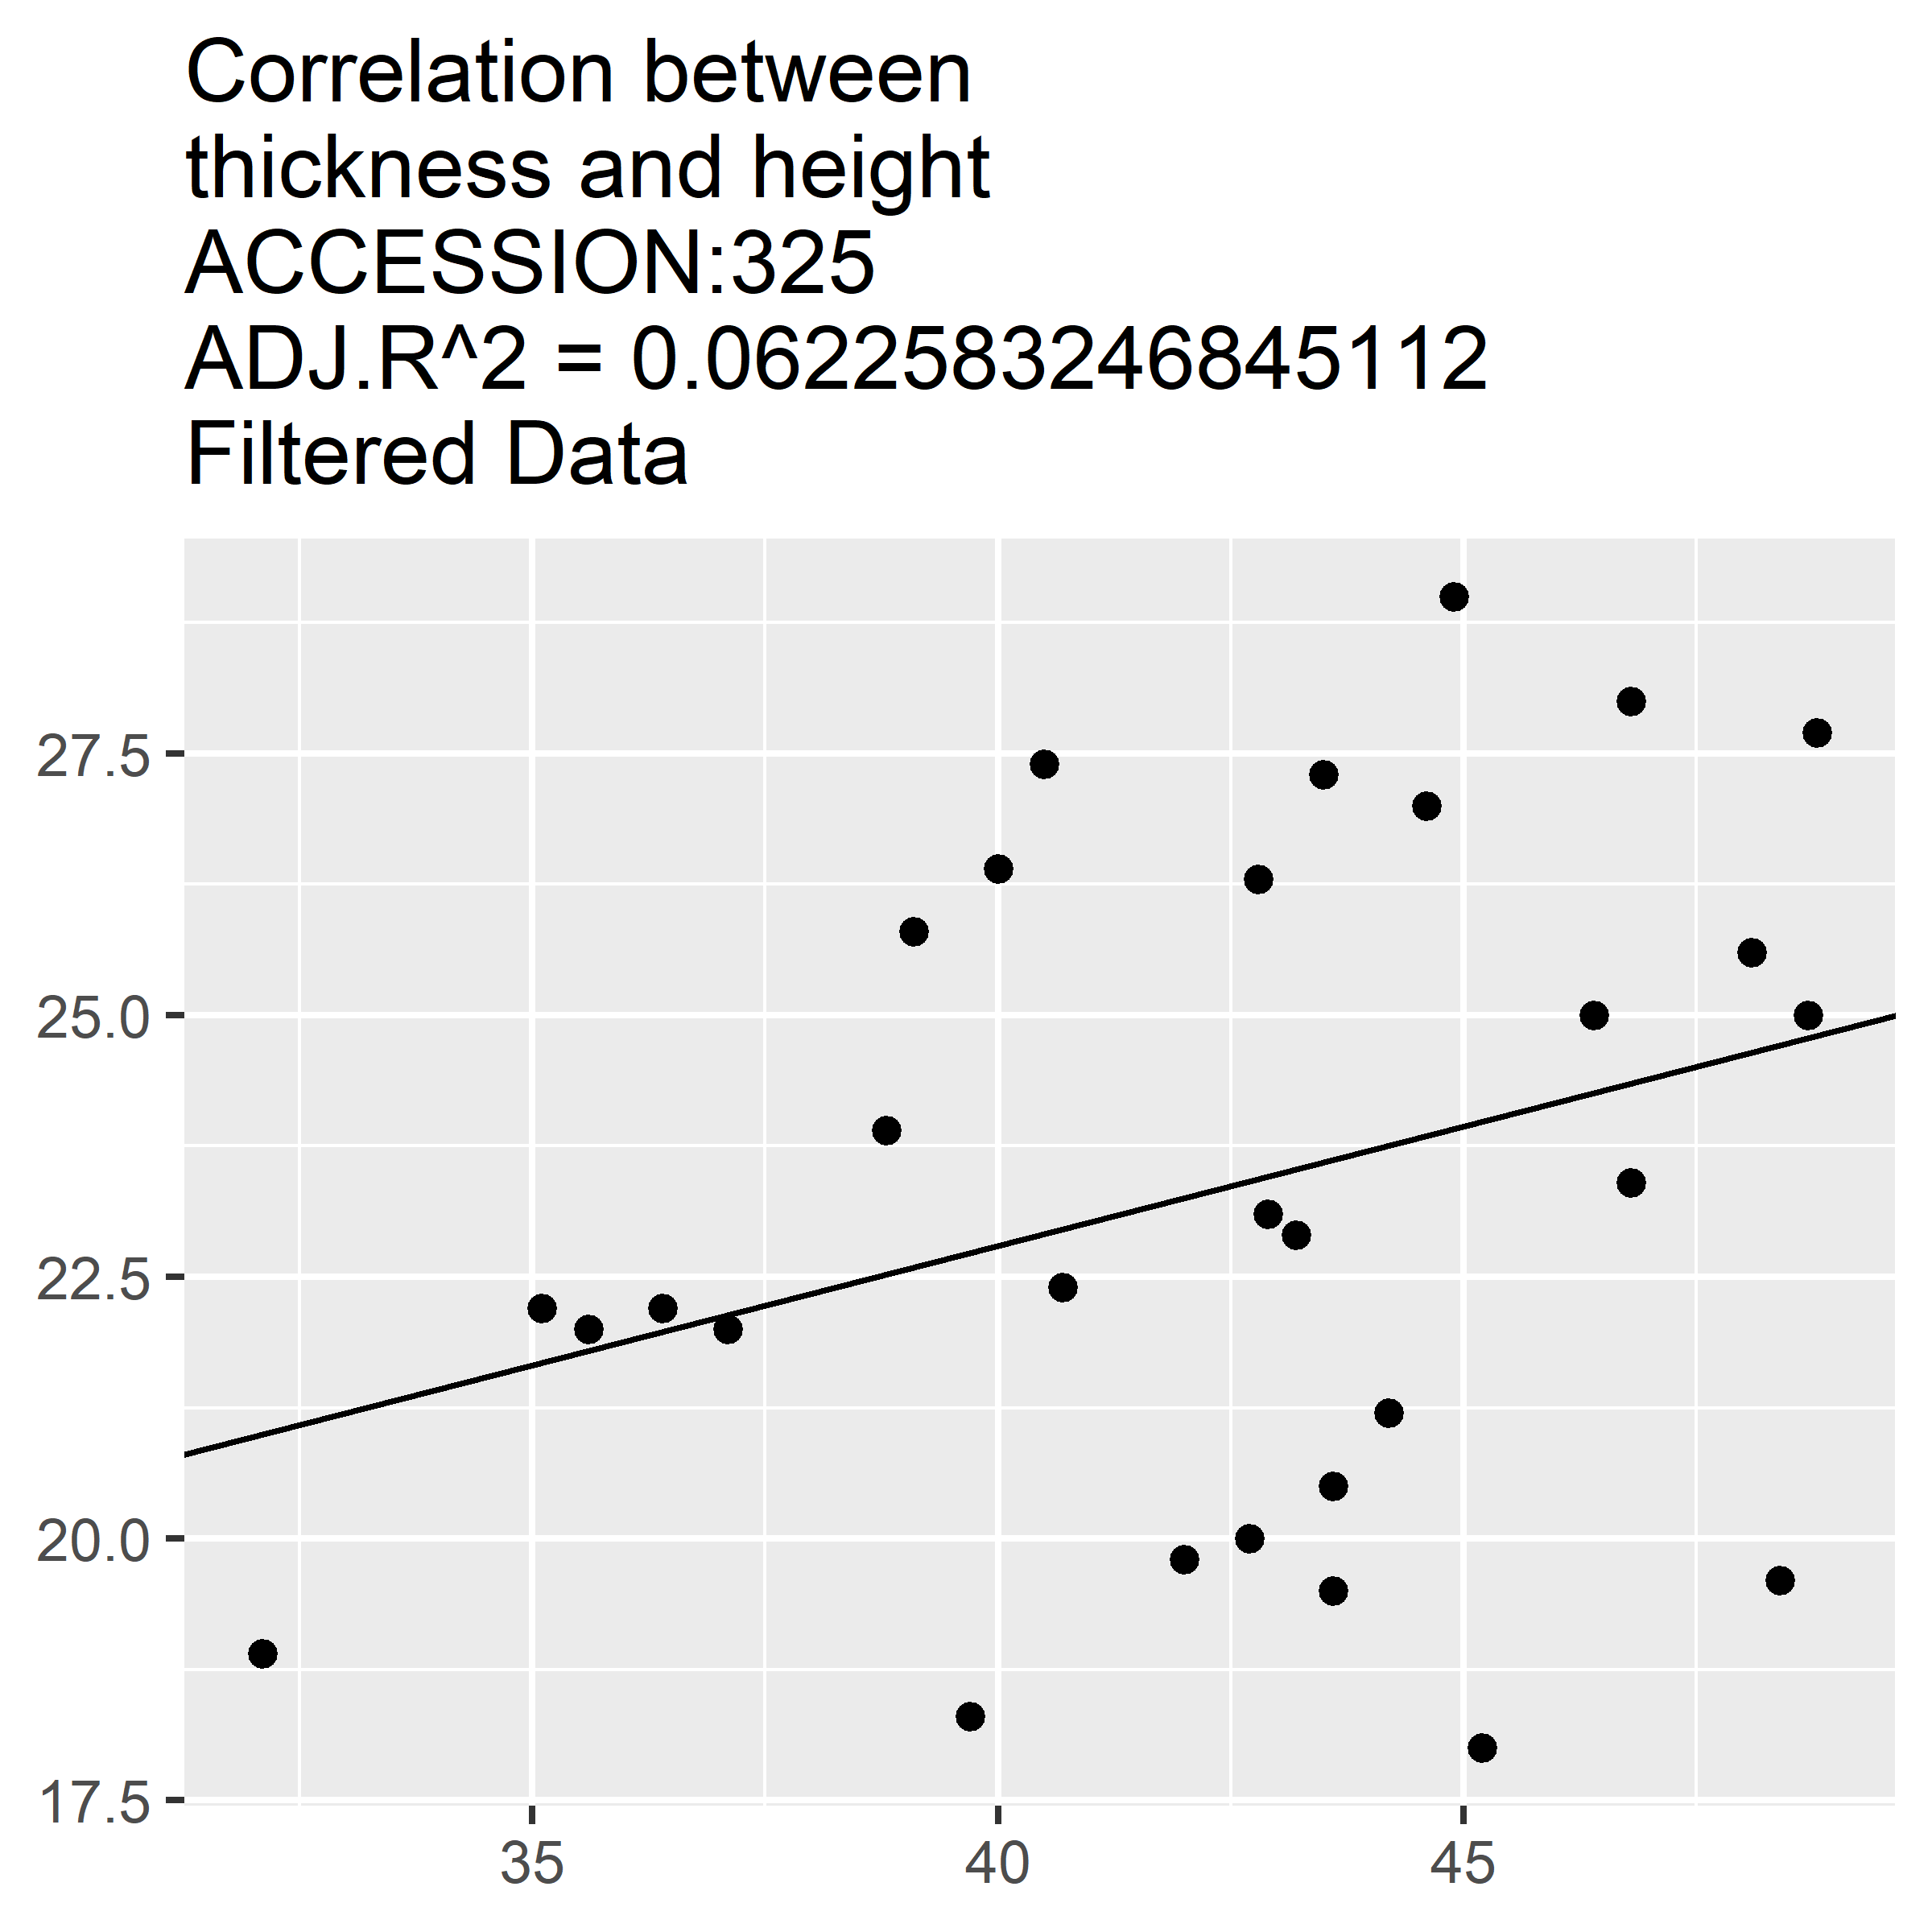 Correlation between
thickness and height
ACCESSION:325
ADJ.R^2 = 0.0622583246845112
Filtered Data
27.5
25.0
22.5
20.0
17.5
35 40 45